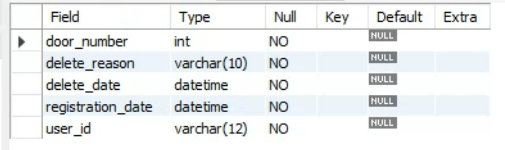 Field Type Null Key Default Extra
door_number int NO NULL
delete_reason varchar(10) NO NULL
delete_date datetime NO NULL
registration_date datetime NO NULL
user_id varchar(12) NO NULL